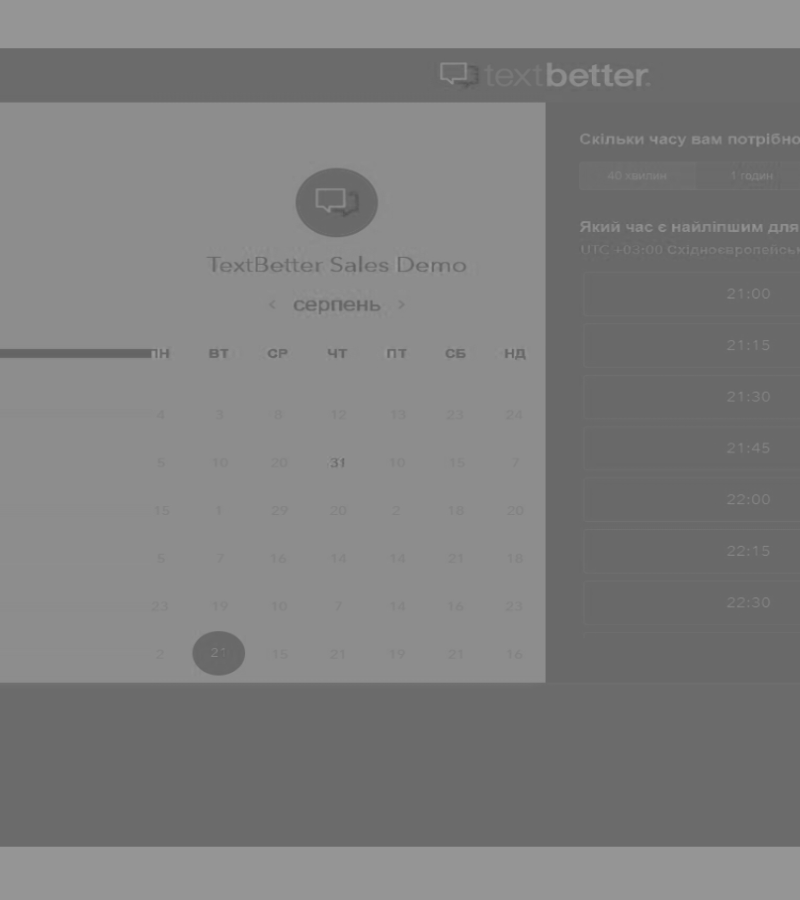 textbetter.
TextBetter Sales Demo
серпень
ПН ВТ СР ЧТ ПТ СБ НД
4 3 8 12 13 23 24
5 10 20 31 10 15 7
15 1 29 20 2 18 20
5 7 16 14 14 21 18
23 19 10 7 14 16 23
2 21 15 21 19 21 16
Скільки часу вам потрібно
40 хвилин 1 годин
Який час є найліпшим для
UTC +03:00
21:00
21:15
21:30
21:45
22:00
22:15
22:30